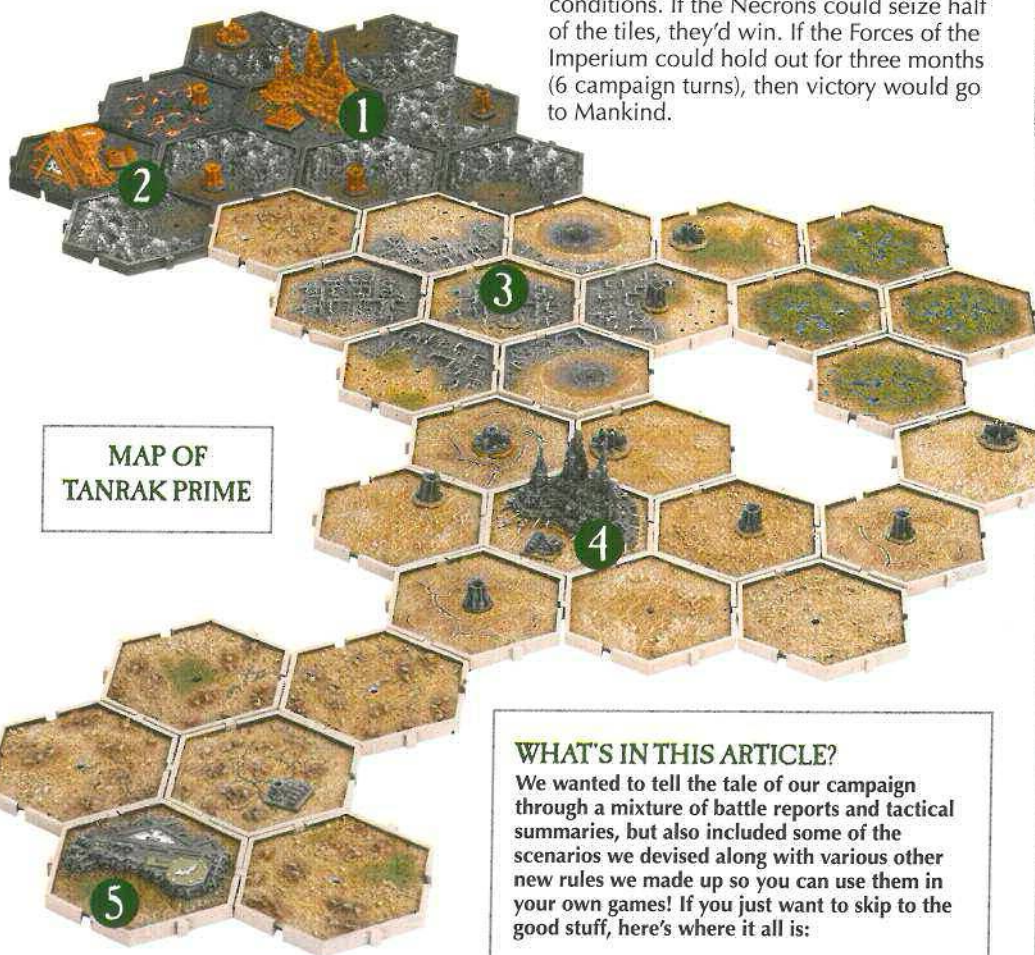 conditions. If the Necrons could seize half
of the tiles, they'd win. If the Forces of the
Imperium could hold out for three months
(6 campaign turns), then victory would go
to Mankind.
1
2
3
MAP OF
TANRAK PRIME
4
5
WHAT'S IN THIS ARTICLE?
We wanted to tell the tale of our campaign
through a mixture of battle reports and tactical
summaries, but also included some of the
scenarios we devised along with various other
new rules we made up so you can use them in
your own games! If you just want to skip to the
good stuff, here's where it all is: